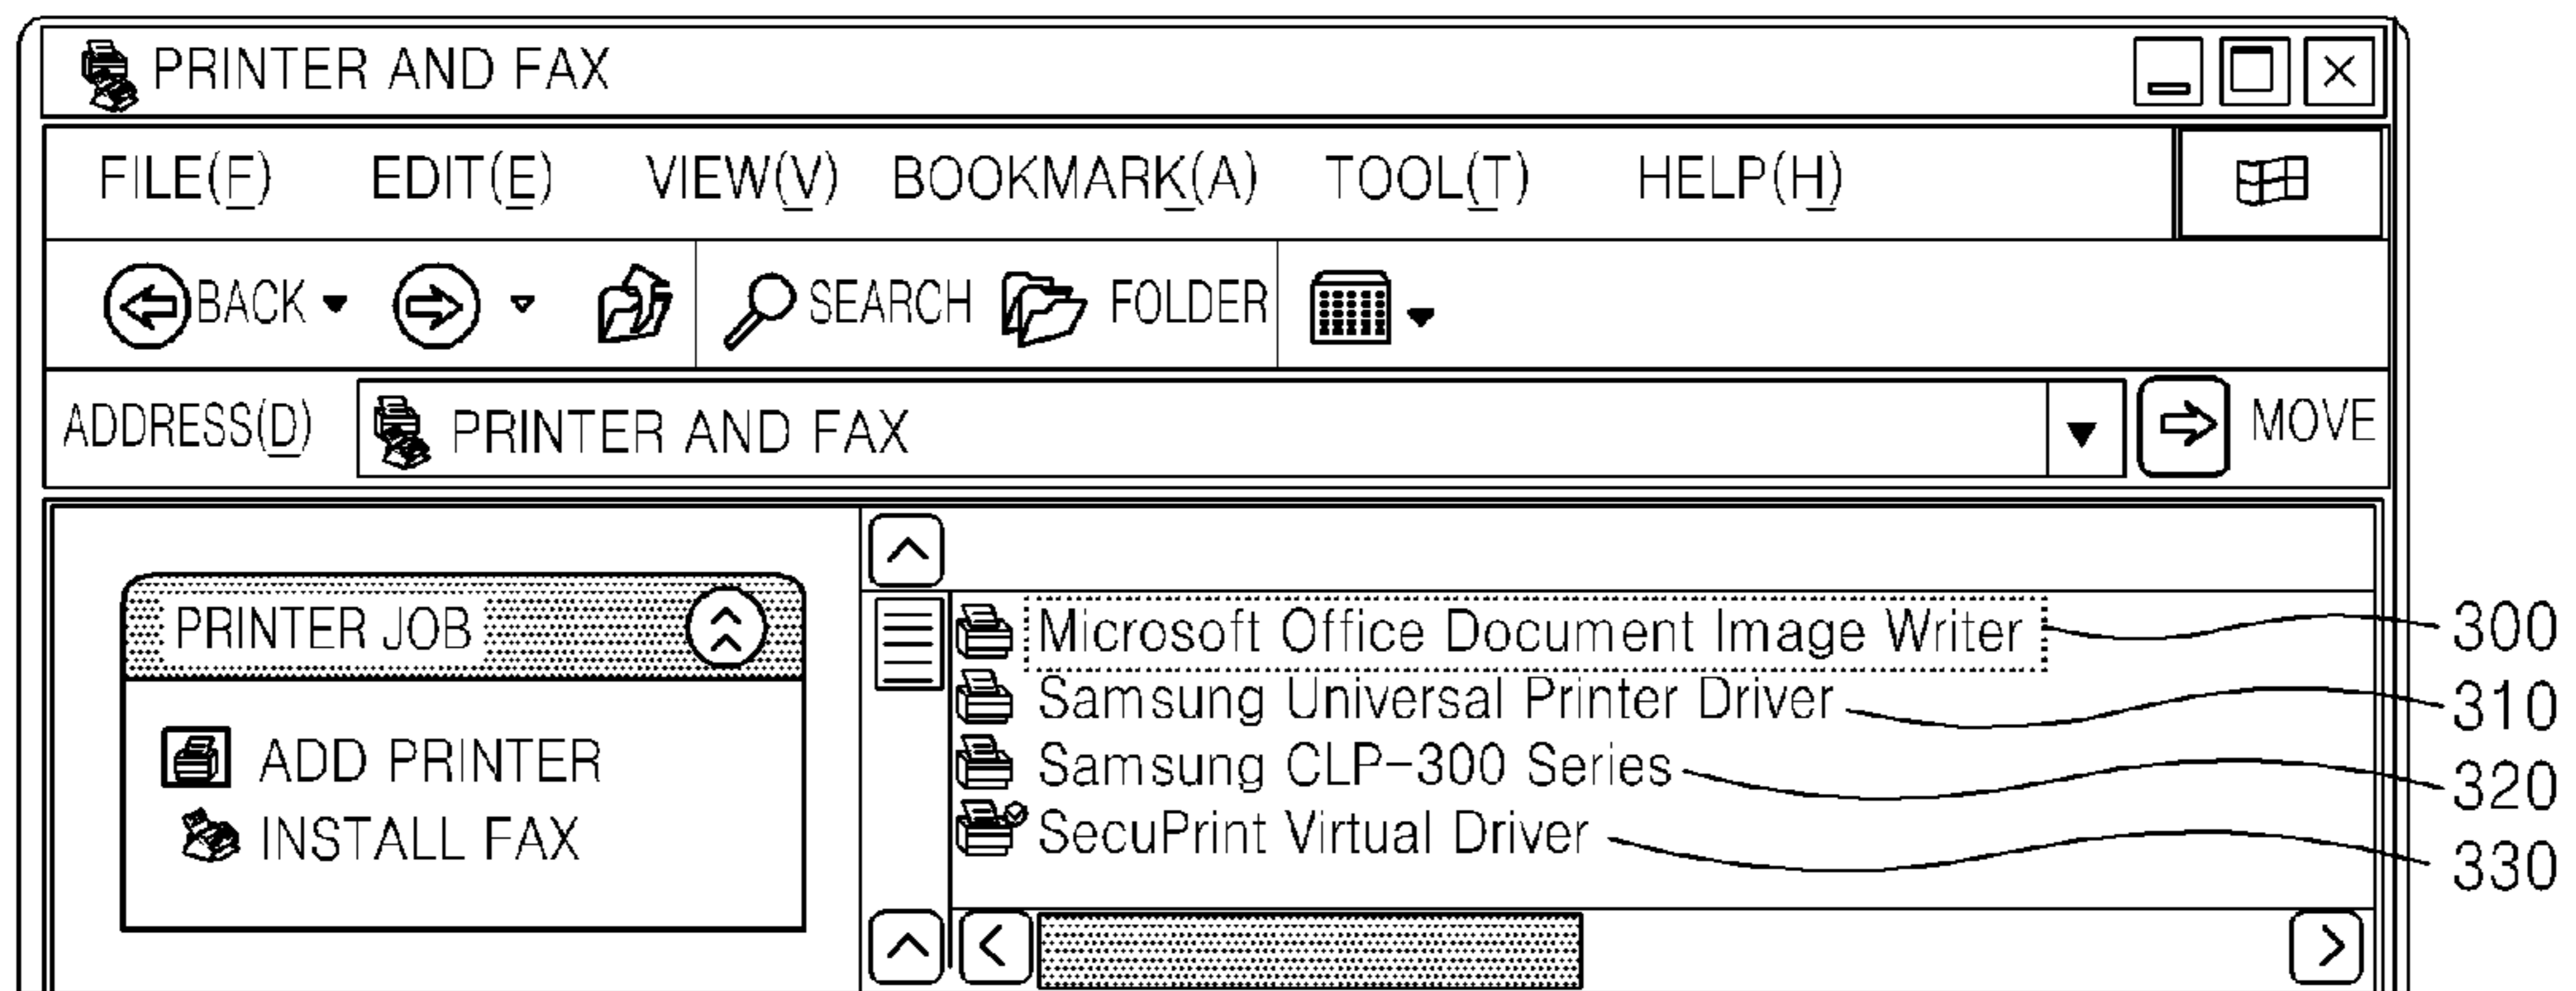 PRINTER AND FAX
FILE(F) EDIT(E) VIEW(V) BOOKMARK(A) TOOL(T) HELP(H)
BACK SEARCH FOLDER
ADDRESS(D) PRINTER AND FAX MOVE
PRINTER JOB
ADD PRINTER
INSTALL FAX
Microsoft Office Document Image Writer 300
Samsung Universal Printer Driver 310
Samsung CLP-300 Series 320
SecuPrint Virtual Driver 330